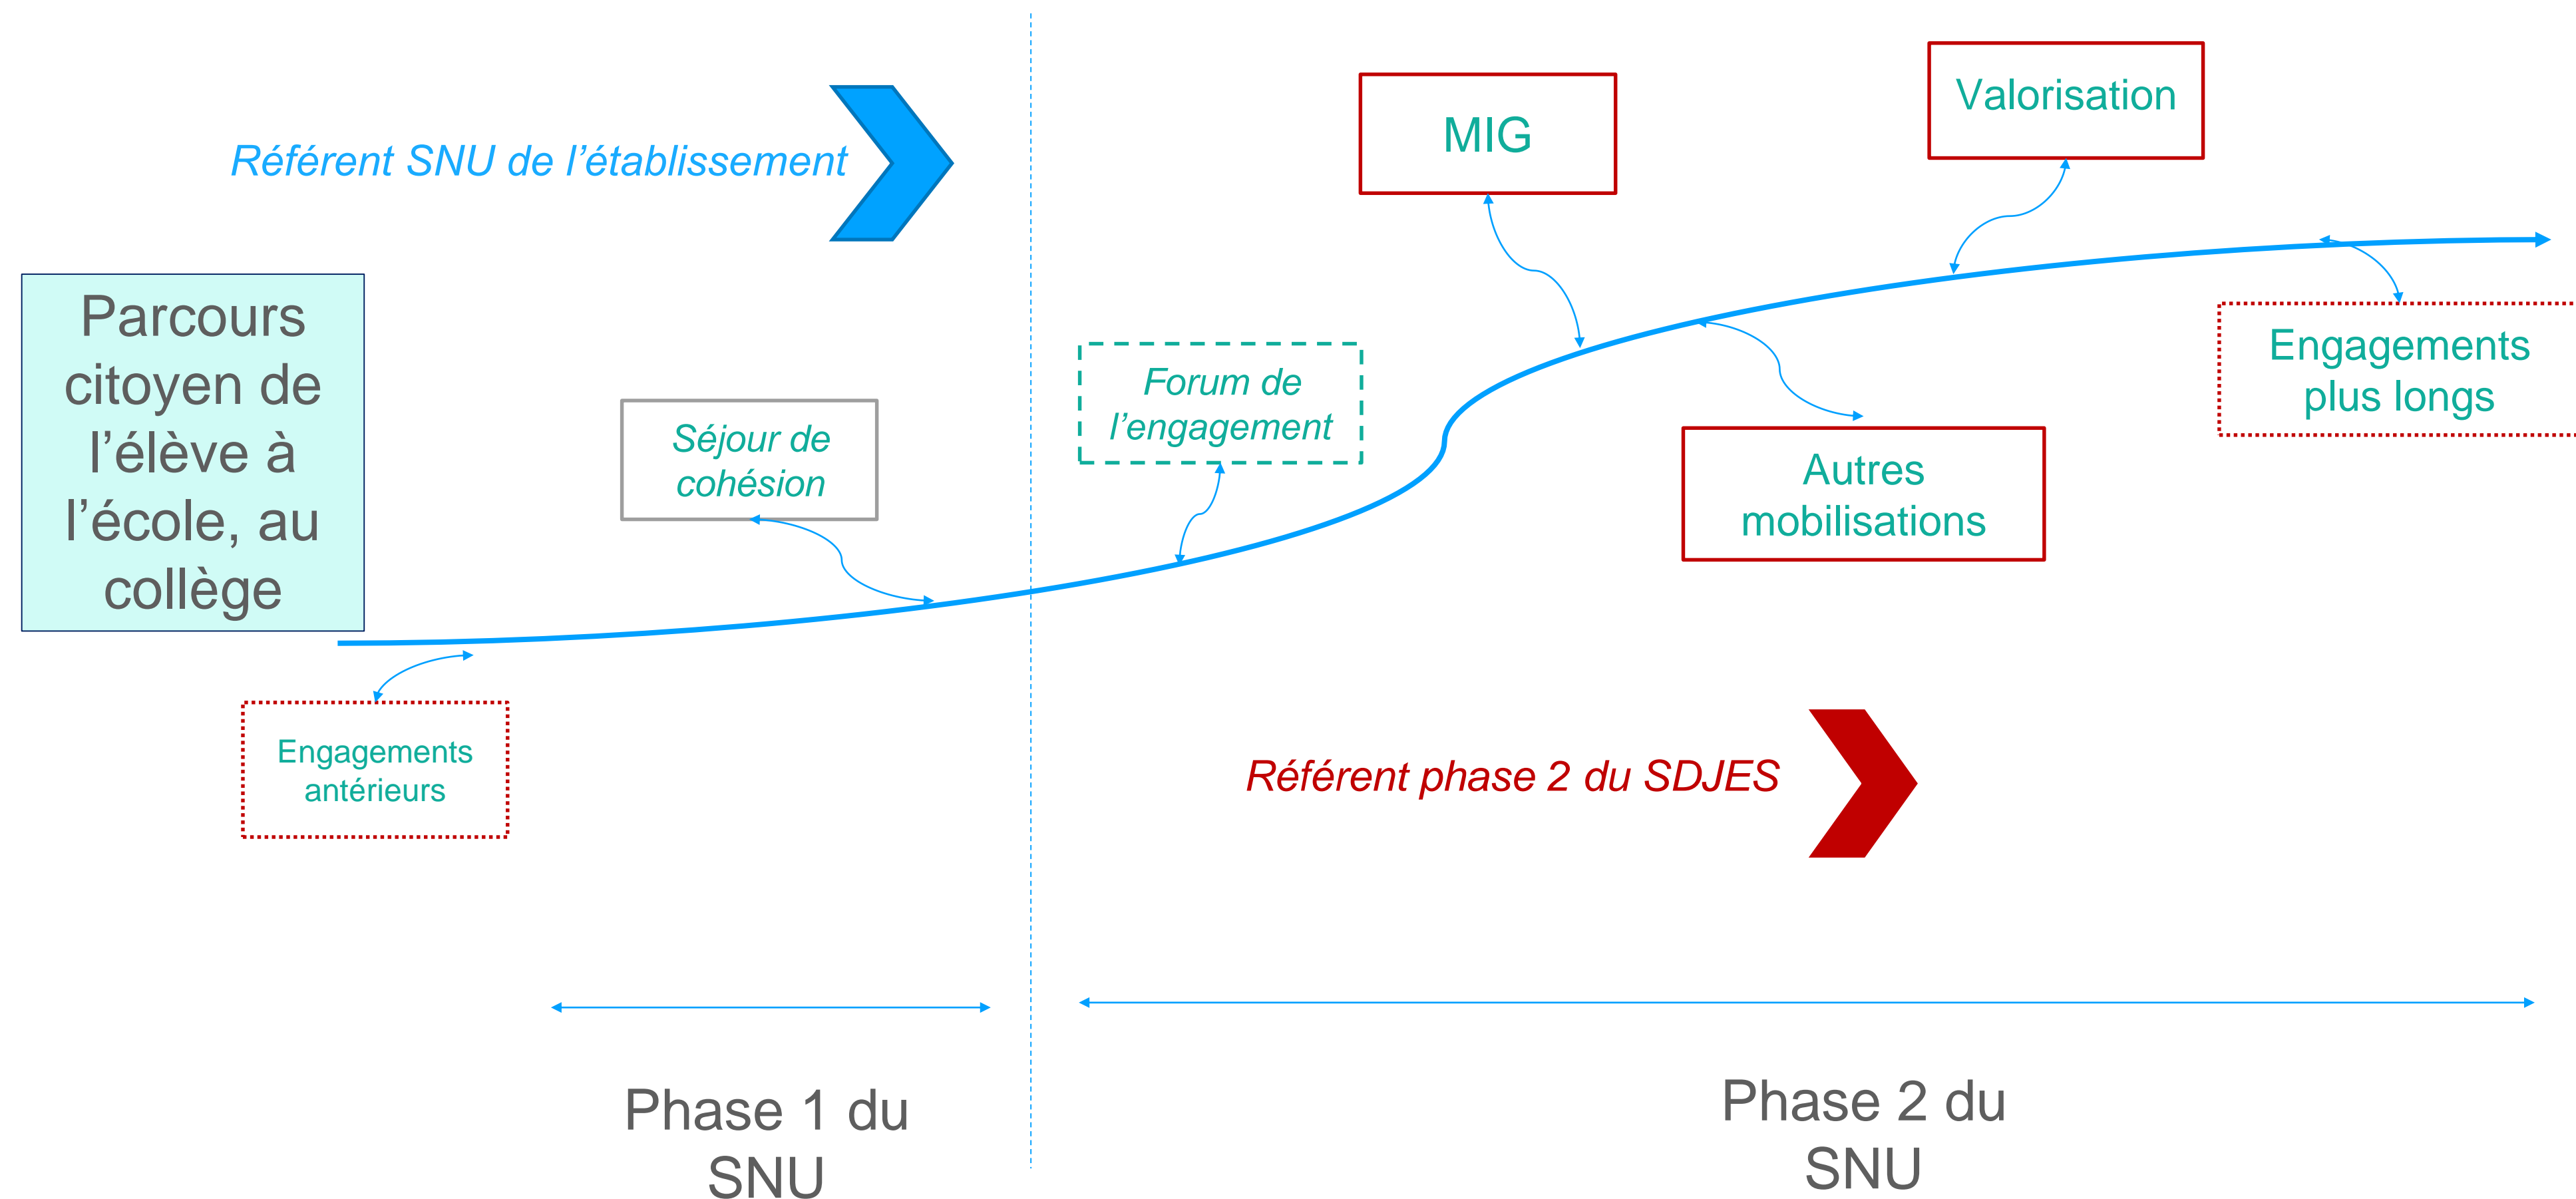 Référent SNU de l’établissement
Parcours
citoyen de
l’élève à
l’école, au
collège
Engagements
antérieurs
Séjour de
cohésion
Forum de
l’engagement
MIG
Valorisation
Autres
mobilisations
Engagements
plus longs
Référent phase 2 du SDJES
Phase 1 du
SNU
Phase 2 du
SNU